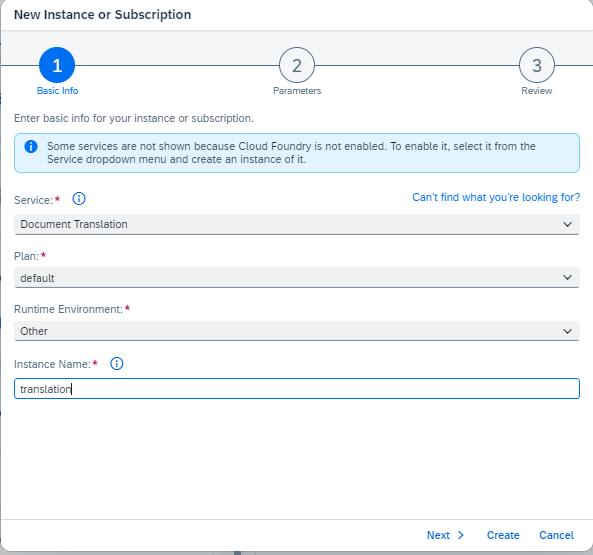 New Instance or Subscription
1
2
3
Basic Info
Parameters
Review
Enter basic info for your instance or subscription.
Some services are not shown because Cloud Foundry is not enabled. To enable it, select it from the
Service dropdown menu and create an instance of it.
Service:*
Can't find what you're looking for?
Document Translation
Plan:*
default
Runtime Environment:*
Other
Instance Name:*
translation
Next
Create
Cancel